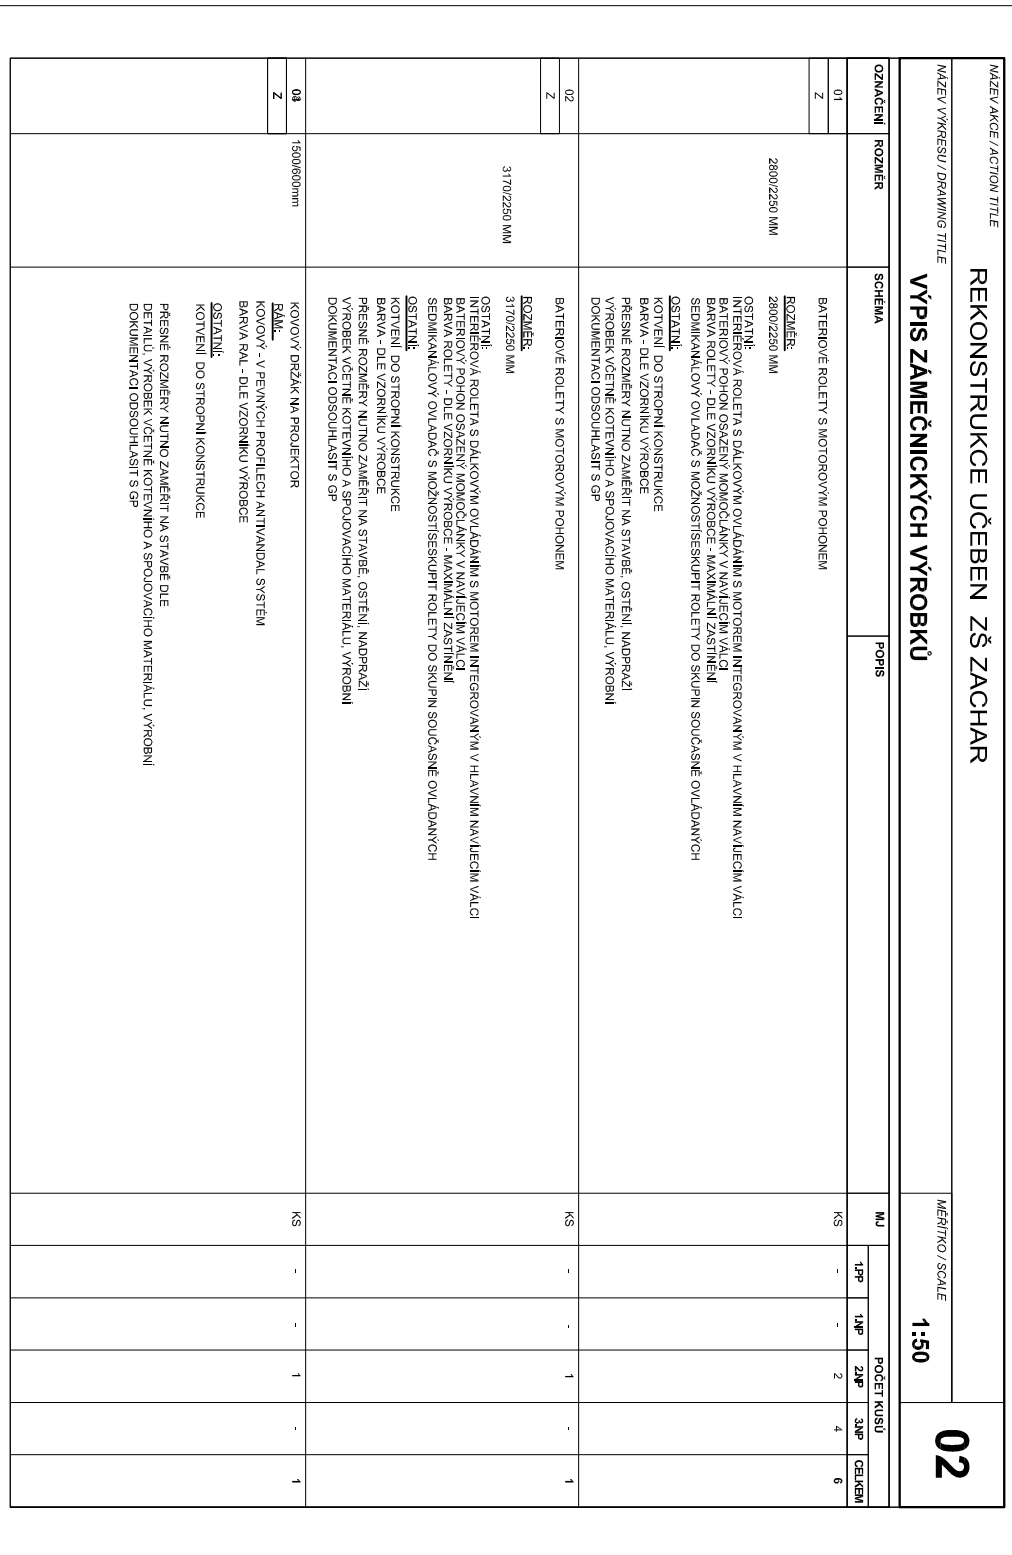 NÁZEV AKCE / ACTION TITLE
REKONSTRUKCE UČEBEN ZŠ ZACHAR
NÁZEV VÝKRESU / DRAWING TITLE
VÝPIS ZÁMEČNICKÝCH VÝROBKŮ
MĚŘÍTKO / SCALE
1:50
02
OZNAČENÍ ROZMĚR SCHÉMA POPIS MJ POČET KUSŮ
1.PP 1.NP 2.NP 3.NP CELKEM
01 KS - - 2 4 6
Z
2800/2250 MM
BATERIOVÉ ROLETY S MOTOROVÝM POHONEM
ROZMĚR:
2800/2250 MM
OSTATNÍ:
INTERIÉROVÁ ROLETA S DÁLKOVÝM OVLÁDÁNÍM S MOTOREM INTEGROVANÝM V HLAVNÍM NAVÍJECÍM VÁLCI
BATERIOVÝ POHON OSAZENÝ MOMOČLÁNKY V NAVÍJECÍM VÁLCI
BARVA ROLETY - DLE VZORNÍKU VÝROBCE - MAXIMÁLNÍ ZASTÍNĚNÍ
SEDMIKANÁLOVÝ OVLADAČ S MOŽNOSTÍSESKUPIT ROLETY DO SKUPIN SOUČASNĚ OVLÁDANÝCH
OSTATNÍ:
KOTVENÍ DO STROPNÍ KONSTRUKCE
BARVA - DLE VZORNÍKU VÝROBCE
PŘESNÉ ROZMĚRY NUTNO ZAMĚŘIT NA STAVBĚ, OSTĚNÍ, NADPRAŽÍ
VÝROBEK VČETNĚ KOTEVNÍHO A SPOJOVACÍHO MATERIÁLU, VÝROBNÍ
DOKUMENTACI ODSOUHLASIT S GP
02 KS - - 1 - 1
Z
3170/2250 MM
BATERIOVÉ ROLETY S MOTOROVÝM POHONEM
ROZMĚR:
3170/2250 MM
OSTATNÍ:
INTERIÉROVÁ ROLETA S DÁLKOVÝM OVLÁDÁNÍM S MOTOREM INTEGROVANÝM V HLAVNÍM NAVÍJECÍM VÁLCI
BATERIOVÝ POHON OSAZENÝ MOMOČLÁNKY V NAVÍJECÍM VÁLCI
BARVA ROLETY - DLE VZORNÍKU VÝROBCE - MAXIMÁLNÍ ZASTÍNĚNÍ
SEDMIKANÁLOVÝ OVLADAČ S MOŽNOSTÍSESKUPIT ROLETY DO SKUPIN SOUČASNĚ OVLÁDANÝCH
OSTATNÍ:
KOTVENÍ DO STROPNÍ KONSTRUKCE
BARVA - DLE VZORNÍKU VÝROBCE
PŘESNÉ ROZMĚRY NUTNO ZAMĚŘIT NA STAVBĚ, OSTĚNÍ, NADPRAŽÍ
VÝROBEK VČETNĚ KOTEVNÍHO A SPOJOVACÍHO MATERIÁLU, VÝROBNÍ
DOKUMENTACI ODSOUHLASIT S GP
KS - - 1 - 1
Z
1500/600mm
KOVOVÝ DRŽÁK NA PROJEKTOR
RÁM:
KOVOVÝ - V PEVNÝCH PROFILECH ANTIVANDAL SYSTÉM
BARVA RAL - DLE VZORNÍKU VÝROBCE
OSTATNÍ:
KOTVENÍ DO STROPNÍ KONSTRUKCE
PŘESNÉ ROZMĚRY NUTNO ZAMĚŘIT NA STAVBĚ DLE
DETAILŮ, VÝROBEK VČETNĚ KOTEVNÍHO A SPOJOVACÍHO MATERIÁLU, VÝROBNÍ
DOKUMENTACI ODSOUHLASIT S GP